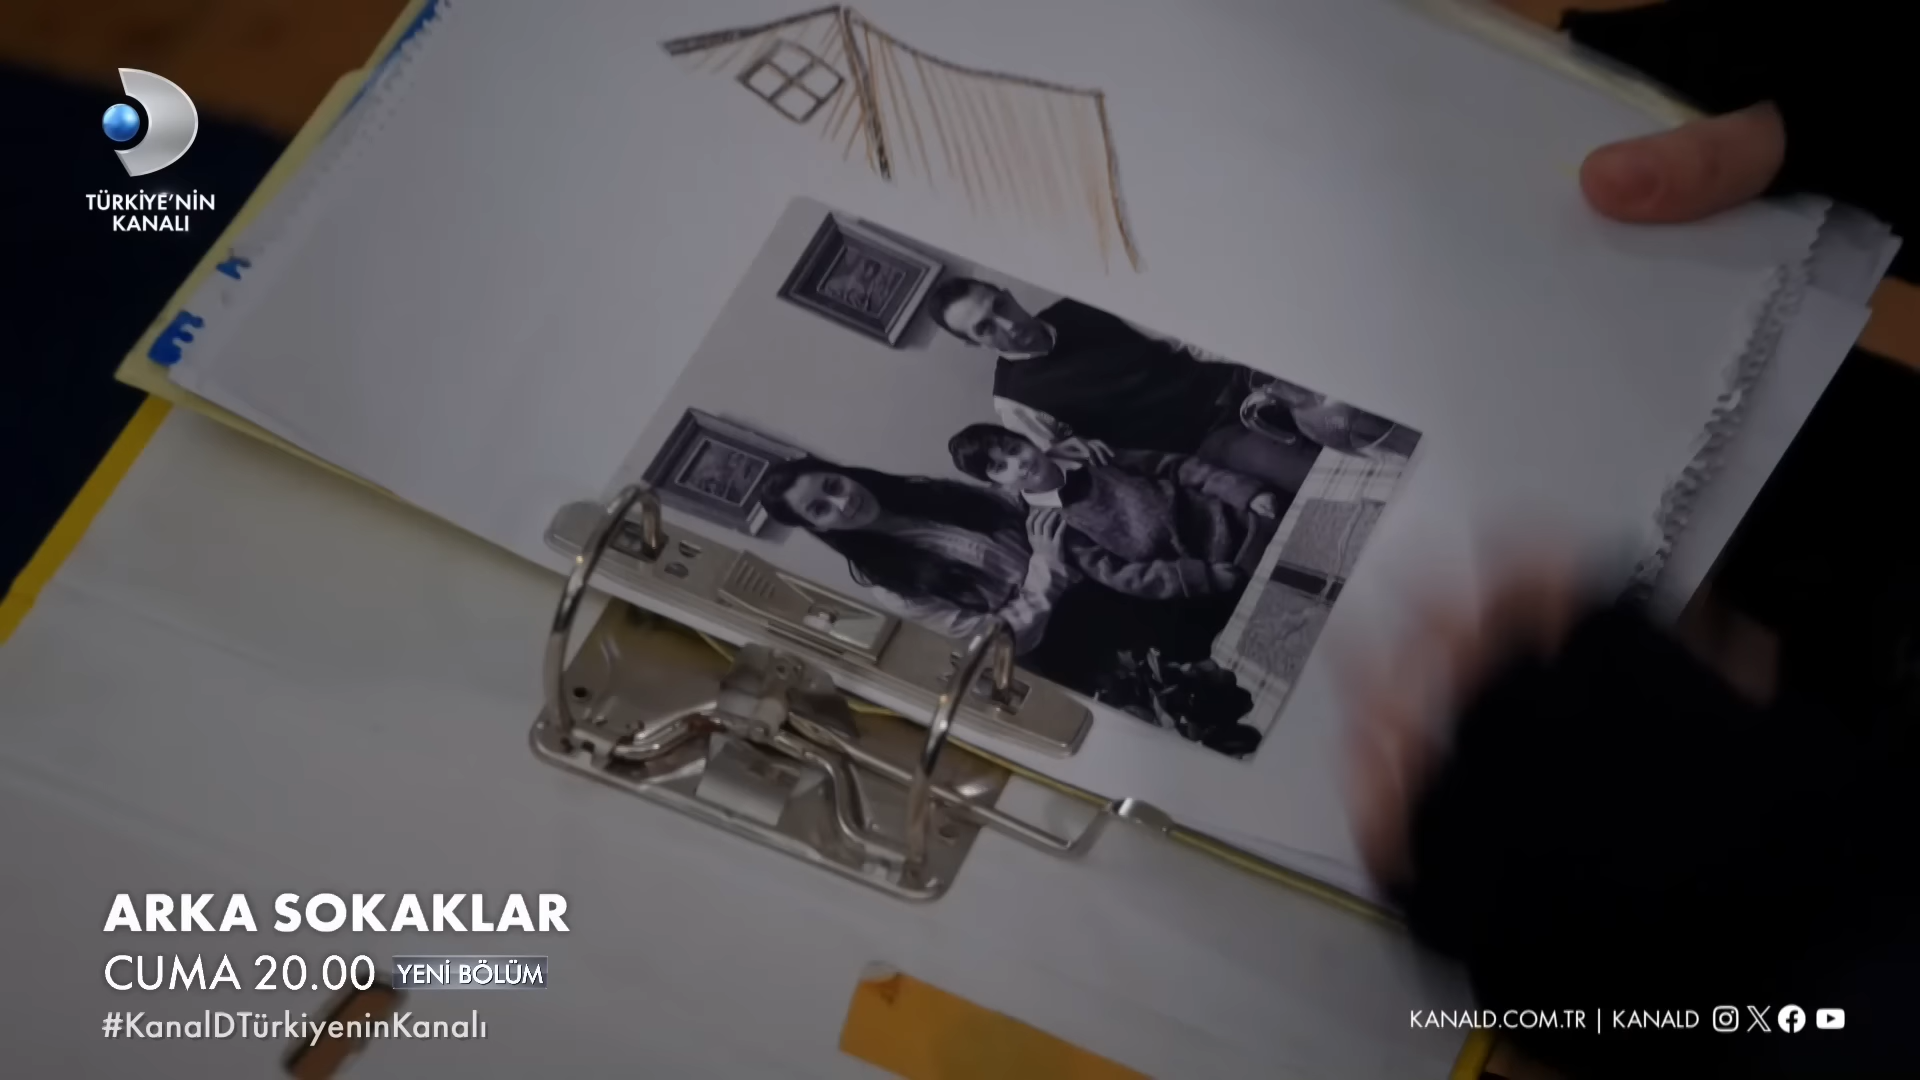 TÜRKİYE'NİN
KANALI
K
E
ARKA SOKAKLAR
CUMA 20.00 YENİ BÖLÜM
#KanalDTürkiyeninKanalı
KANALD.COM.TR | KANALD